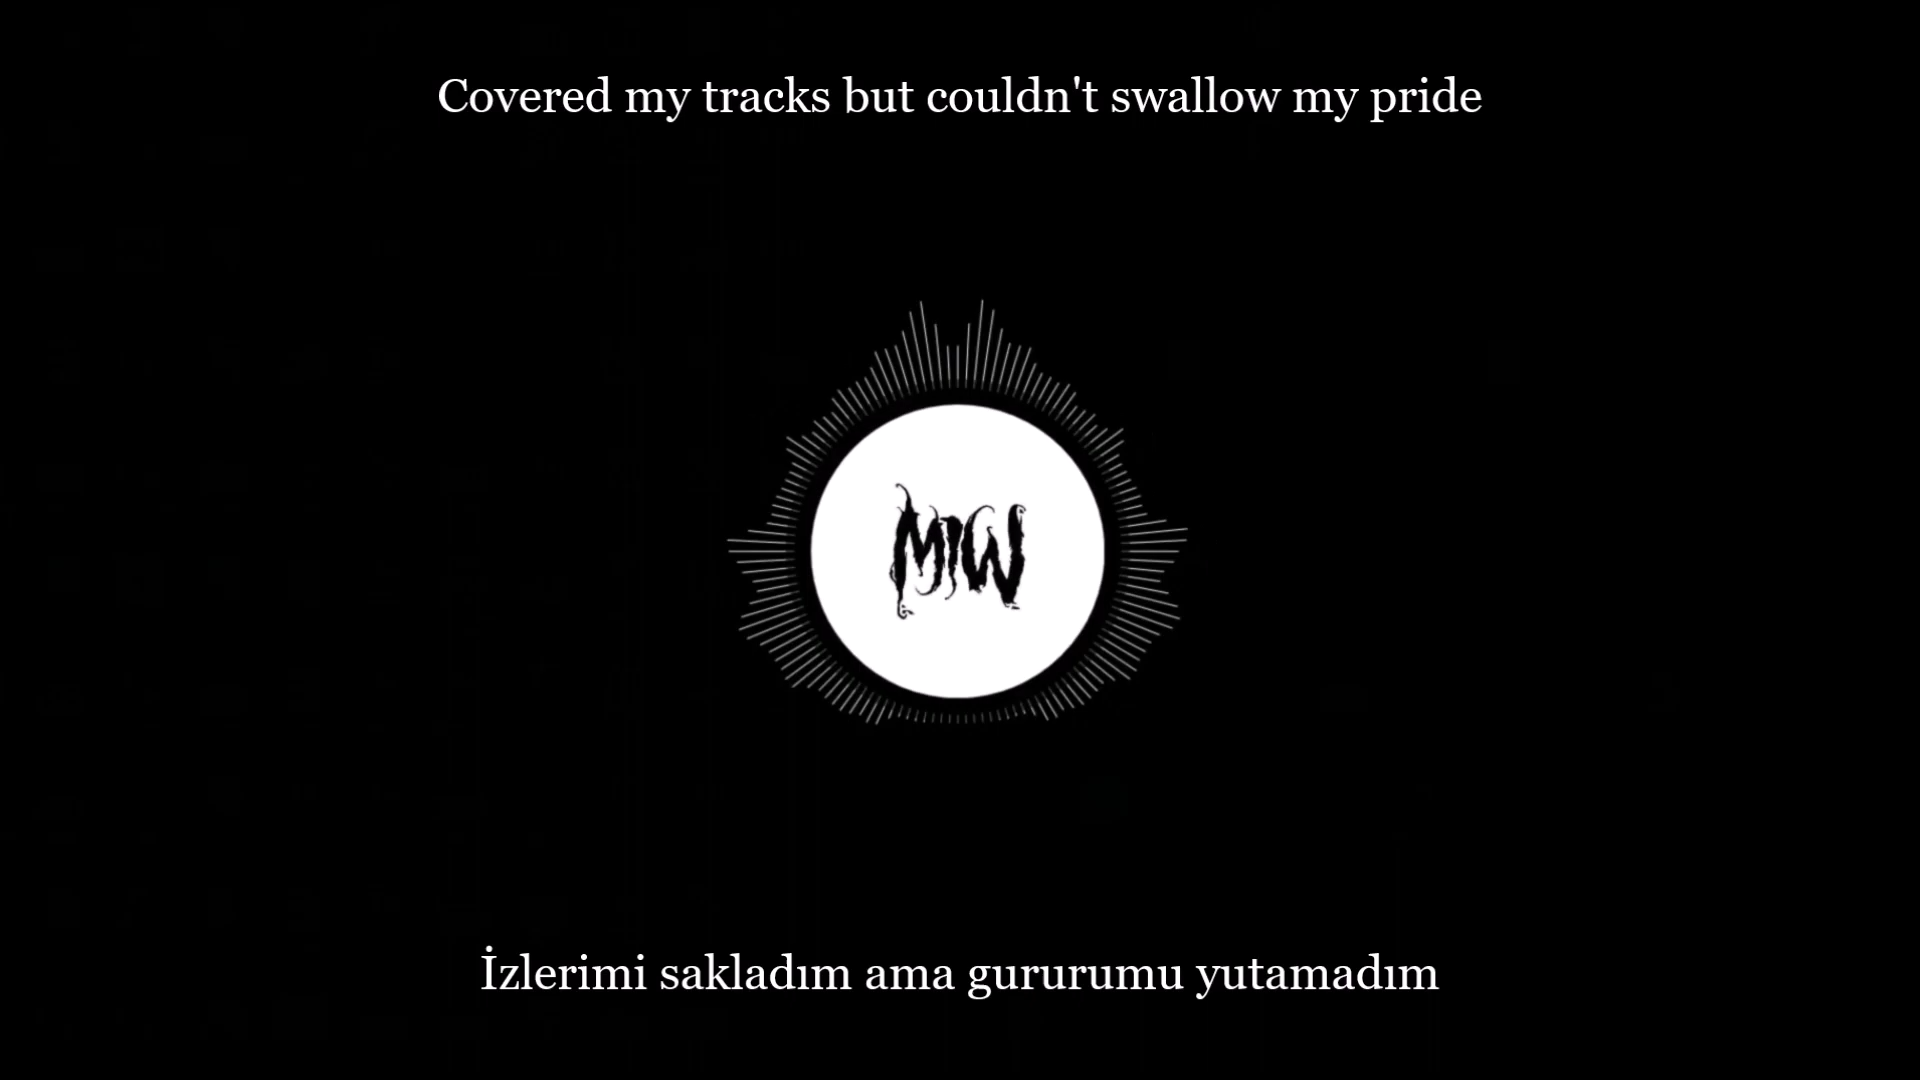 Covered my tracks but couldn't swallow my pride
MIW
İzlerimi sakladım ama gururumu yutamadım